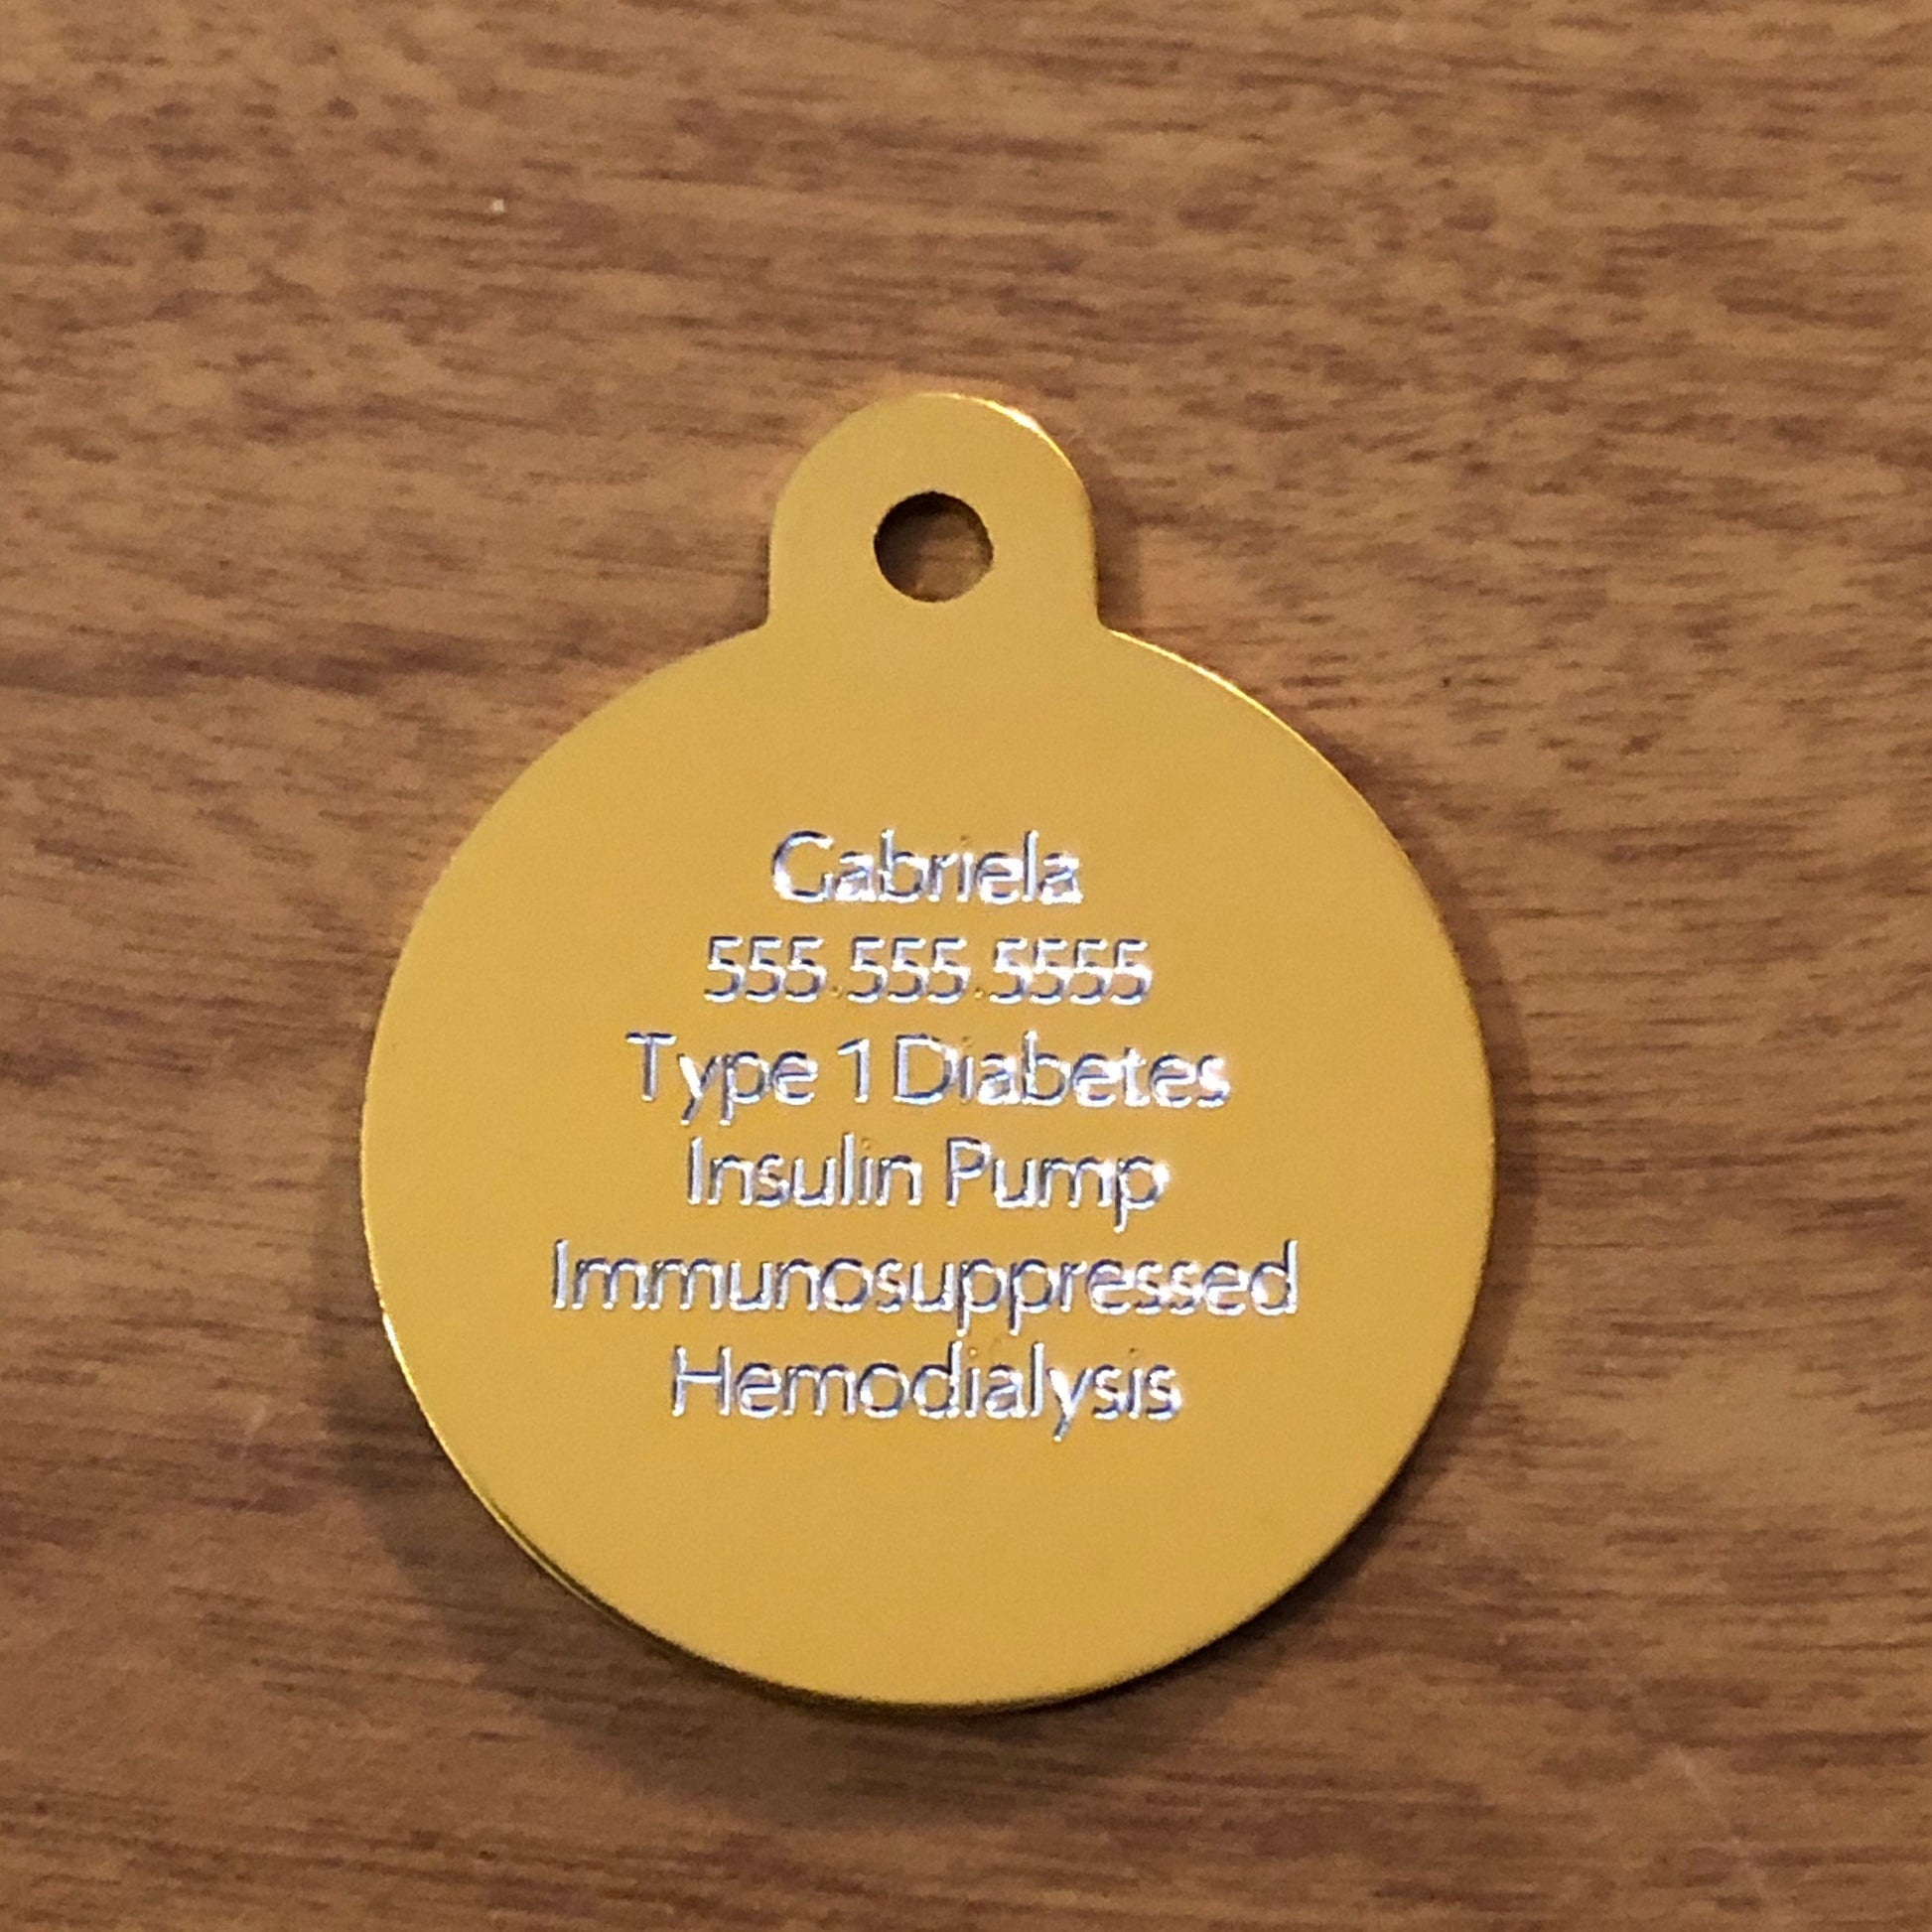 Gabriela
555.555.5555
Type 1 Diabetes
Insulin Pump
Immunosuppressed
Hemodialysis